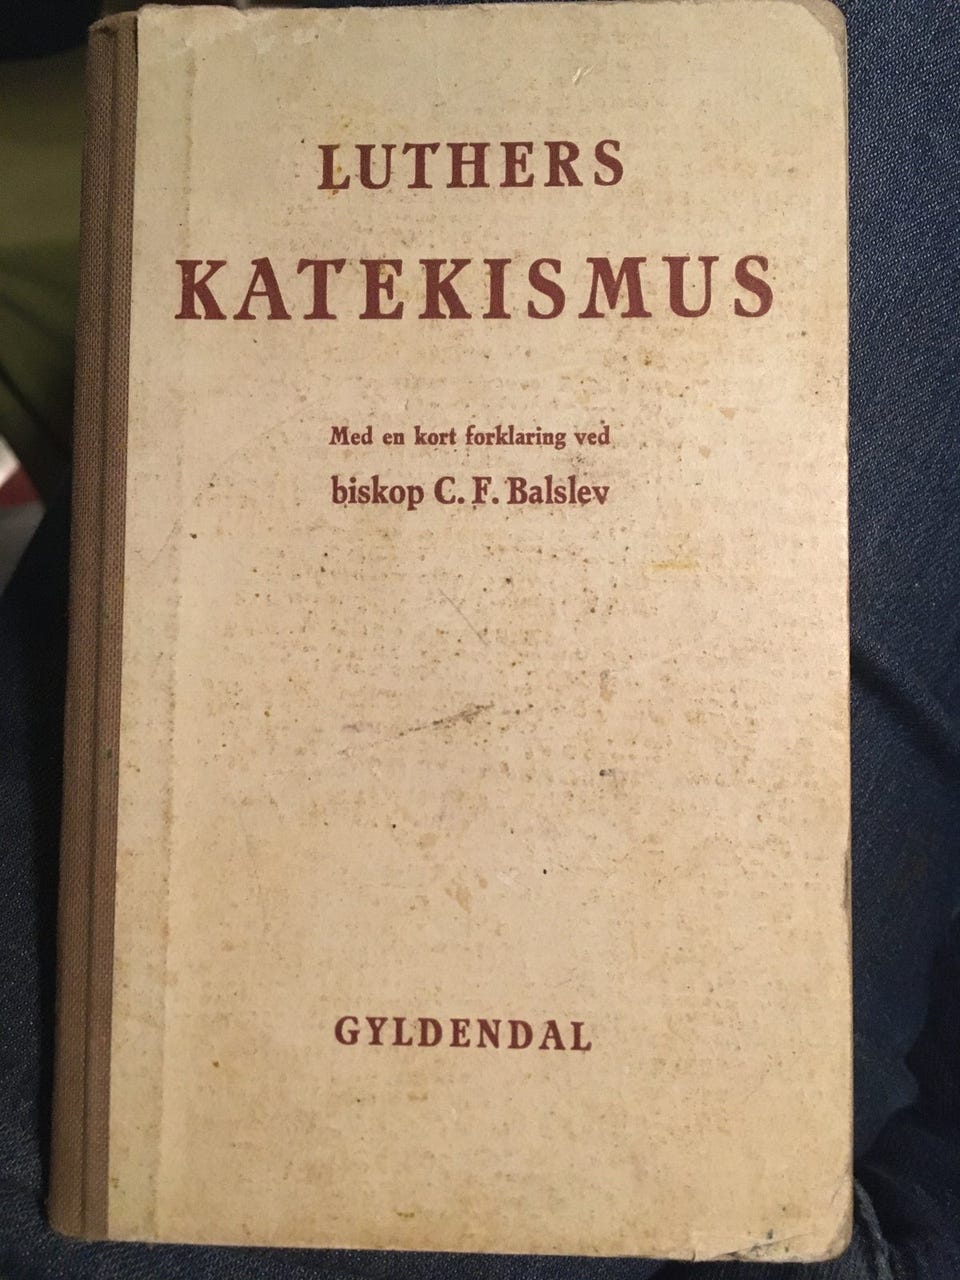 LUTHERS
KATEKISMUS
Med en kort forklaring ved
biskop C. F. Balslev
GYLDENDAL